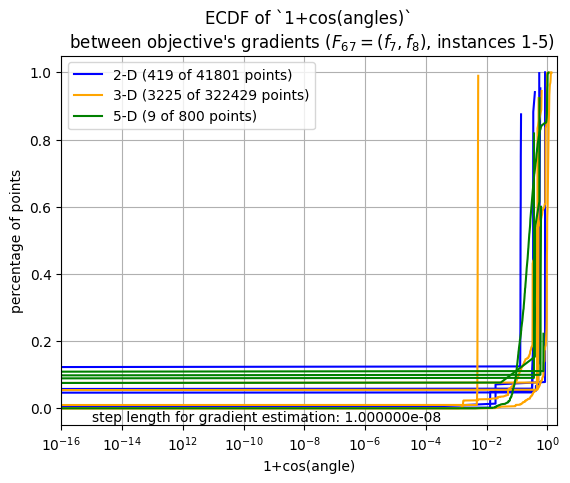 ECDF of `1+cos(angles)`
between objective's gradients (F₆₇ = (f₇, f₈), instances 1-5)
2-D (419 of 41801 points)
3-D (3225 of 322429 points)
5-D (9 of 800 points)
1.0
0.8
0.6
0.4
0.2
0.0
percentage of points
step length for gradient estimation: 1.000000e-08
10⁻¹⁶ 10⁻¹⁴ 10⁻¹² 10⁻¹⁰ 10⁻⁸ 10⁻⁶ 10⁻⁴ 10⁻² 10⁰
1+cos(angle)